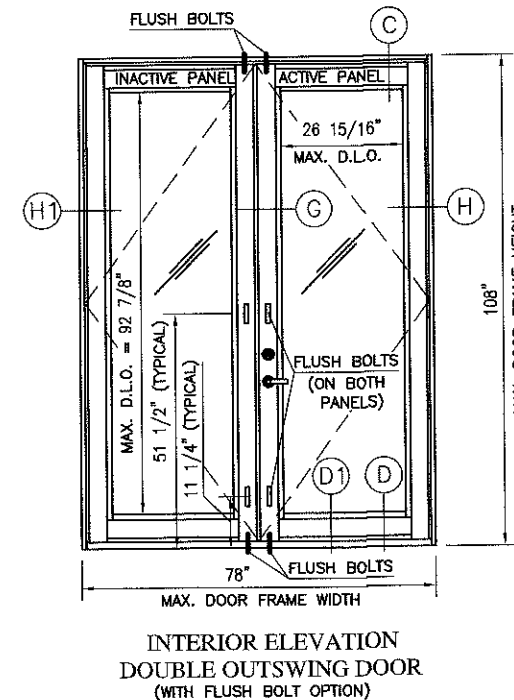 FLUSH BOLTS
C
INACTIVE PANEL
ACTIVE PANEL
26 15/16"
MAX. D.L.O.
H1
G
H
MAX. D.L.O. = 92 7/8"
51 1/2" (TYPICAL)
11 1/4" (TYPICAL)
108"
FLUSH BOLTS
(ON BOTH
PANELS)
D1
D
FLUSH BOLTS
78"
MAX. DOOR FRAME WIDTH
INTERIOR ELEVATION
DOUBLE OUTSWING DOOR
(WITH FLUSH BOLT OPTION)